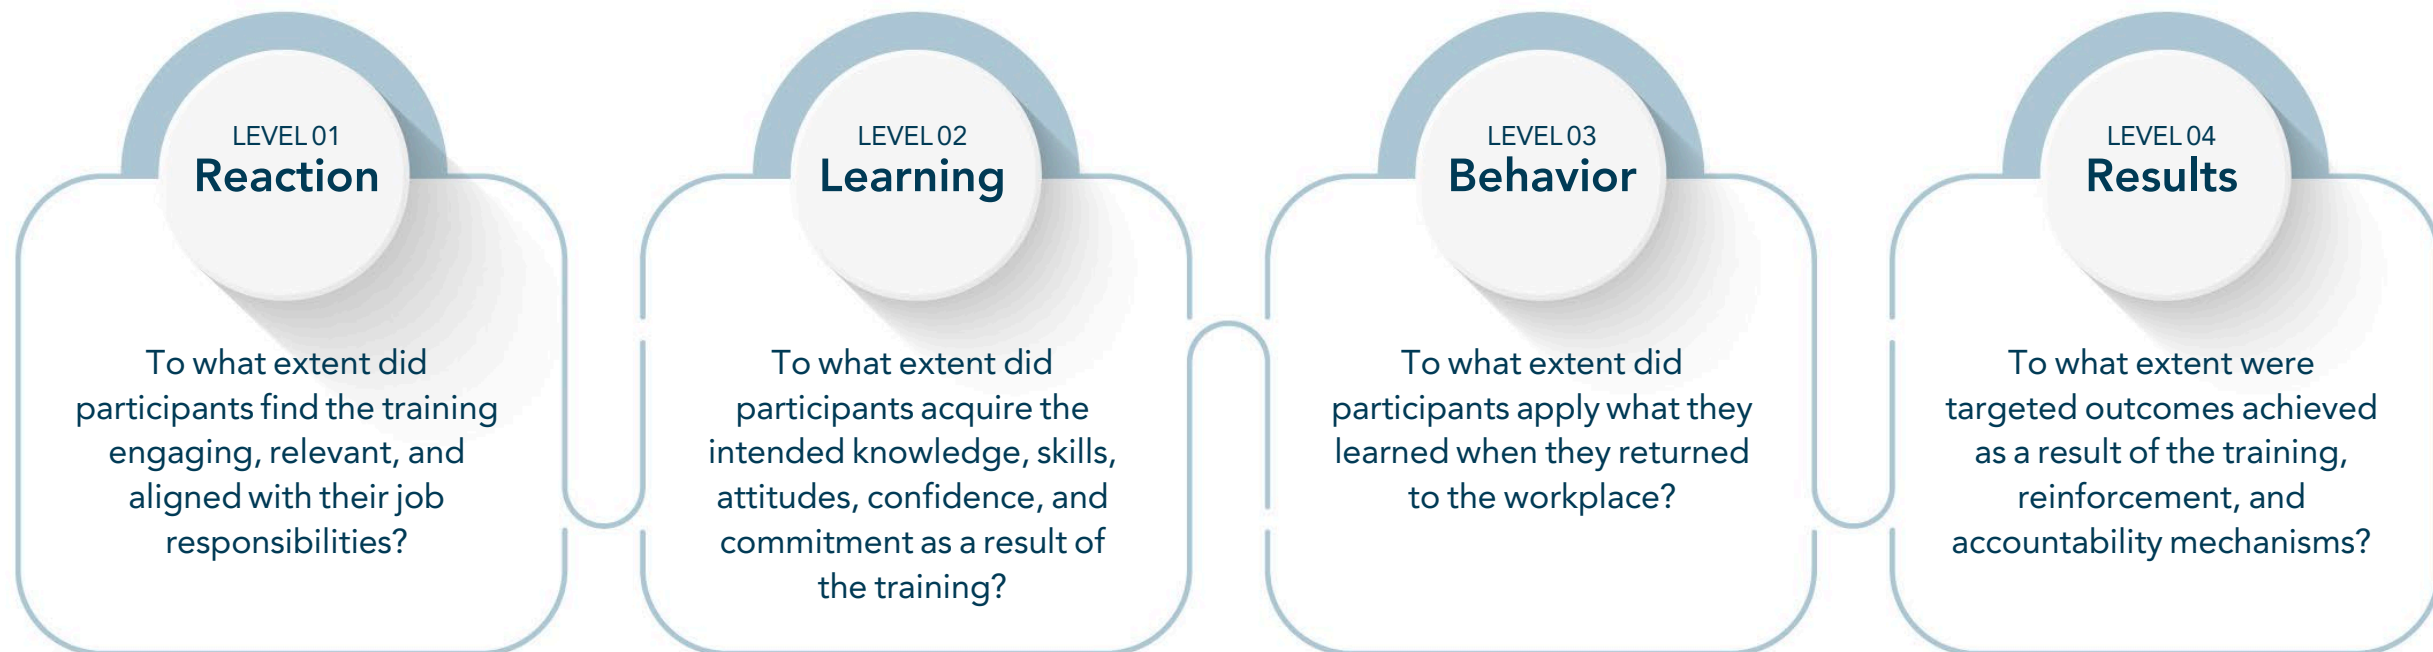 LEVEL 01
Reaction
To what extent did
participants find the training
engaging, relevant, and
aligned with their job
responsibilities?
LEVEL 02
Learning
To what extent did
participants acquire the
intended knowledge, skills,
attitudes, confidence, and
commitment as a result of
the training?
LEVEL 03
Behavior
To what extent did
participants apply what they
learned when they returned
to the workplace?
LEVEL 04
Results
To what extent were
targeted outcomes achieved
as a result of the training,
reinforcement, and
accountability mechanisms?